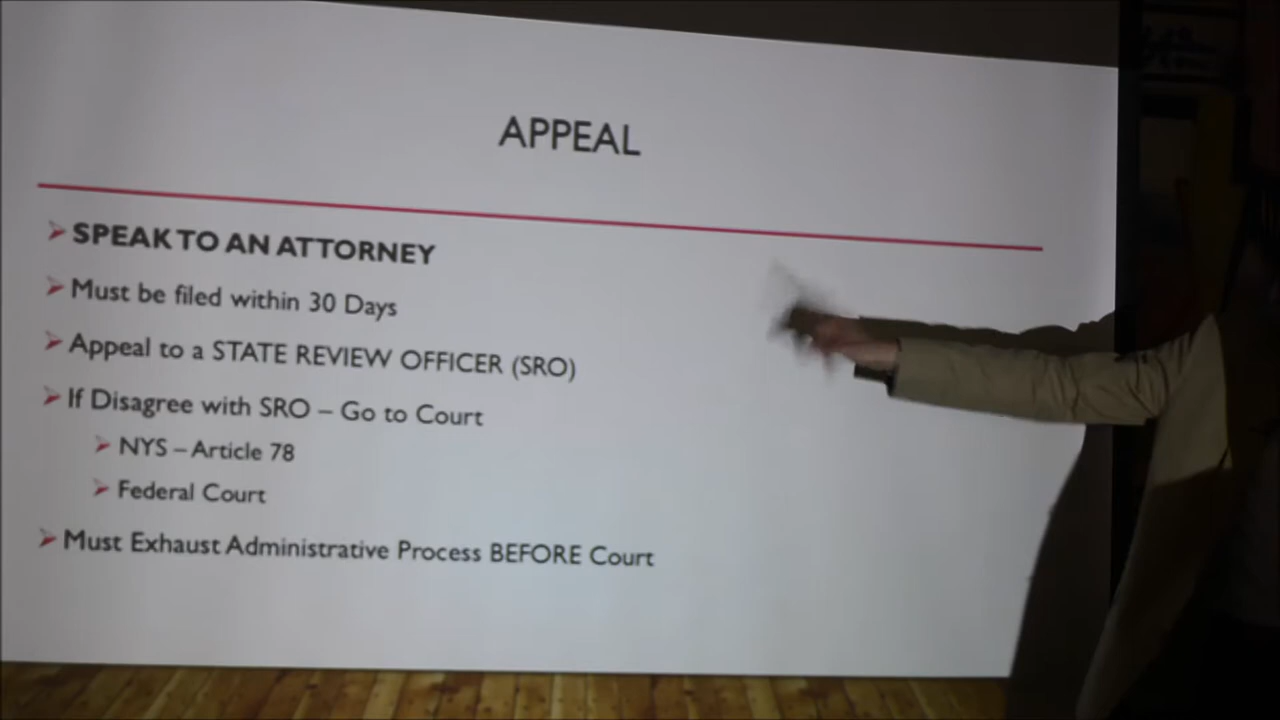 APPEAL
SPEAK TO AN ATTORNEY
Must be filed within 30 Days
Appeal to a STATE REVIEW OFFICER (SRO)
If Disagree with SRO – Go to Court
NYS – Article 78
Federal Court
Must Exhaust Administrative Process BEFORE Court